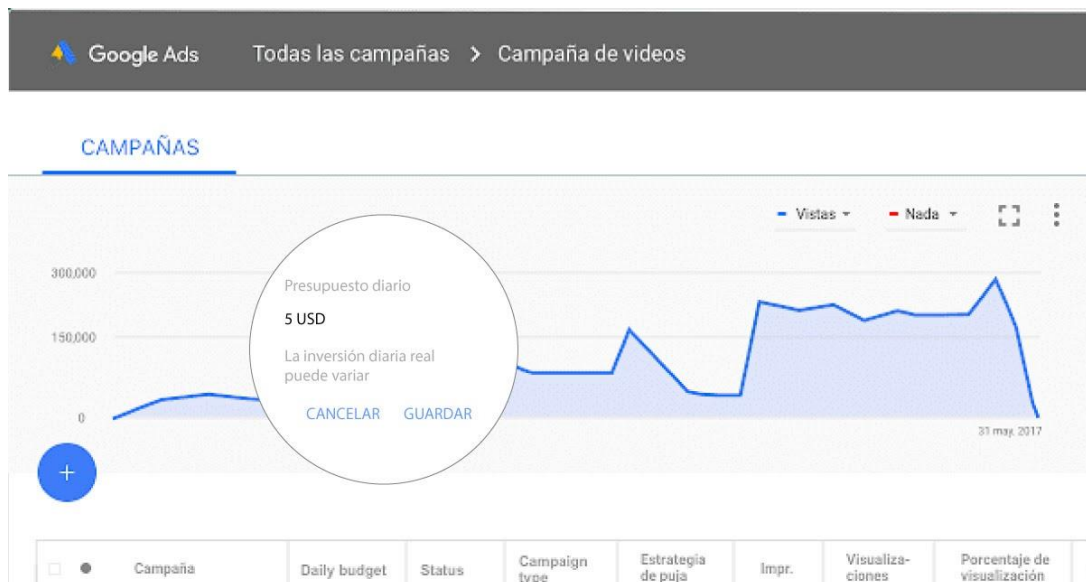 Google Ads Todas las campañas > Campaña de videos
CAMPAÑAS
Vistas Nada
300,000
150,000
0
Presupuesto diario
5 USD
La inversión diaria real
puede variar
CANCELAR GUARDAR
31 may, 2017
+
Campaña
Daily budget
Status
Campaign
type
Estrategia
de puja
Impr.
Visualiza-
ciones
Porcentaje de
visualización